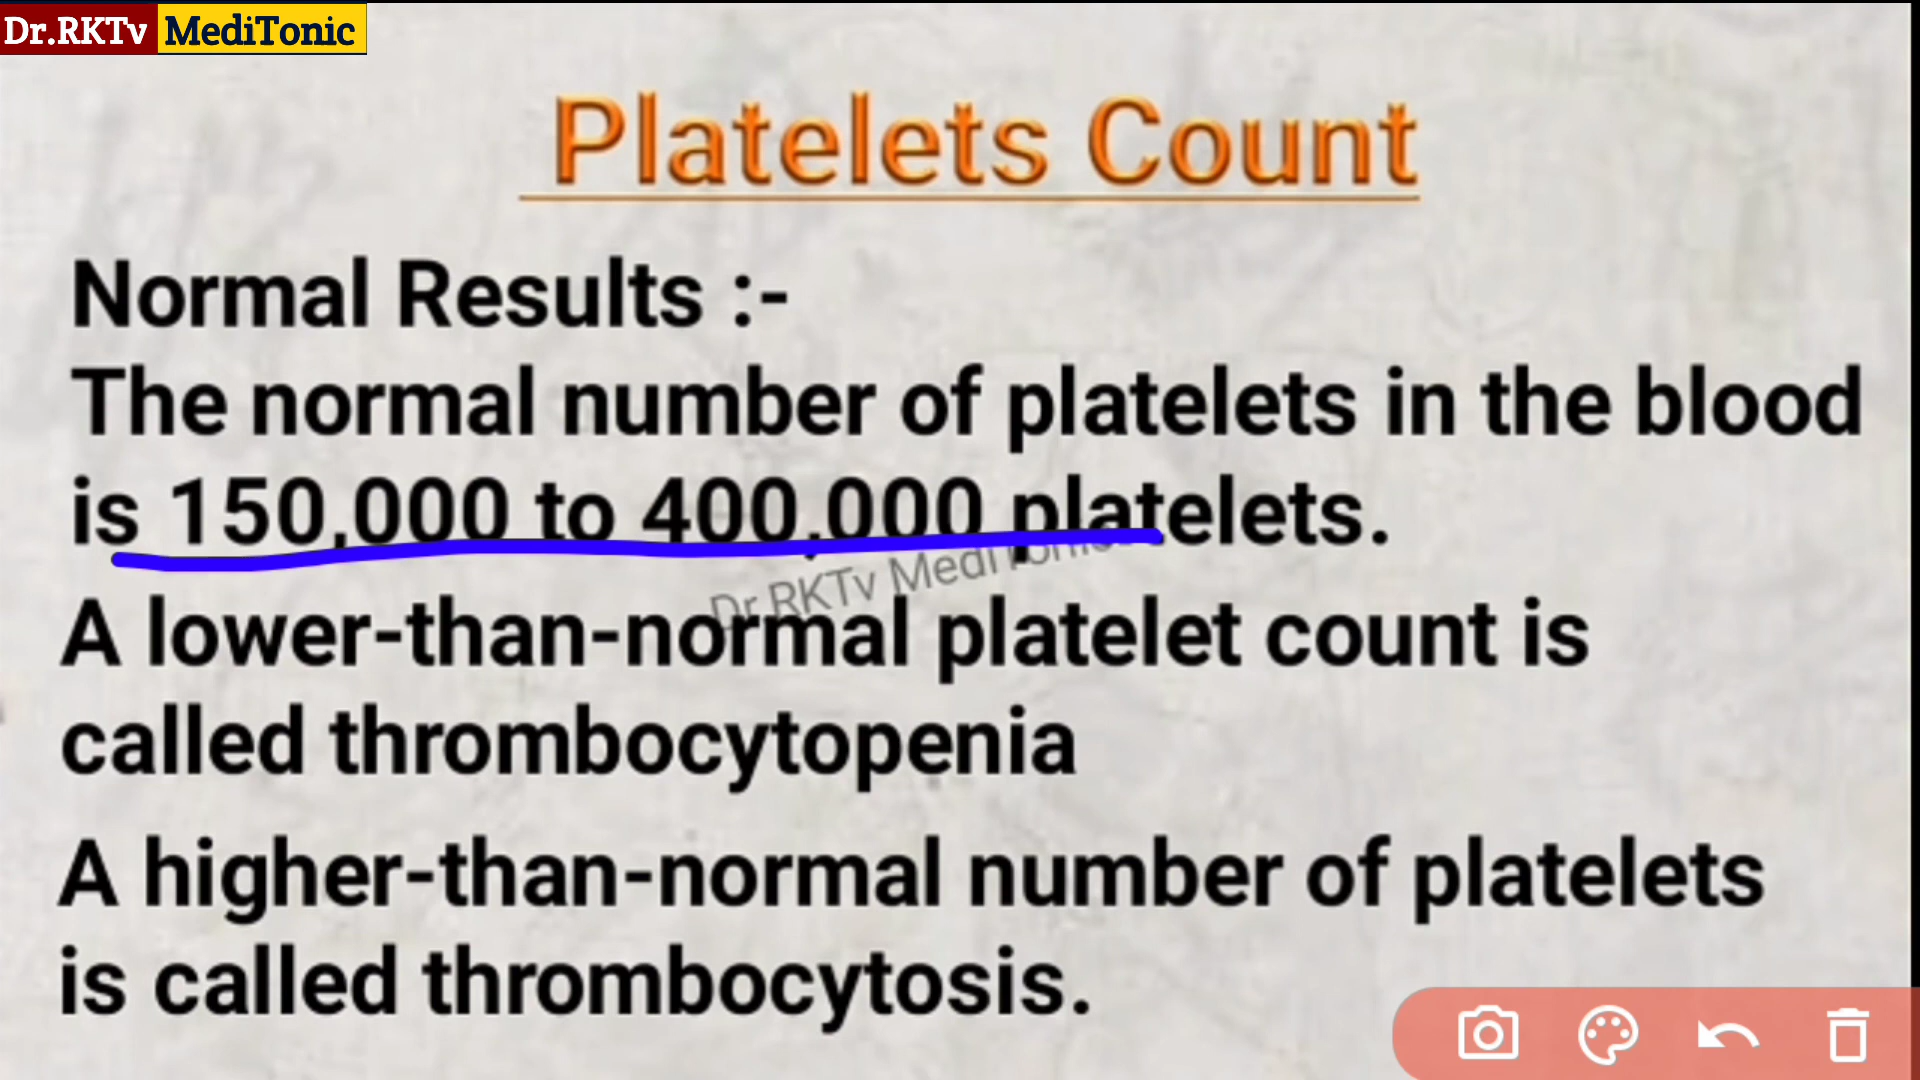 Dr.RKTv MediTonic
Platelets Count
Normal Results :-
The normal number of platelets in the blood
is 150,000 to 400,000 platelets.
Dr.RKTv MediTonic
A lower-than-normal platelet count is
called thrombocytopenia
A higher-than-normal number of platelets
is called thrombocytosis.